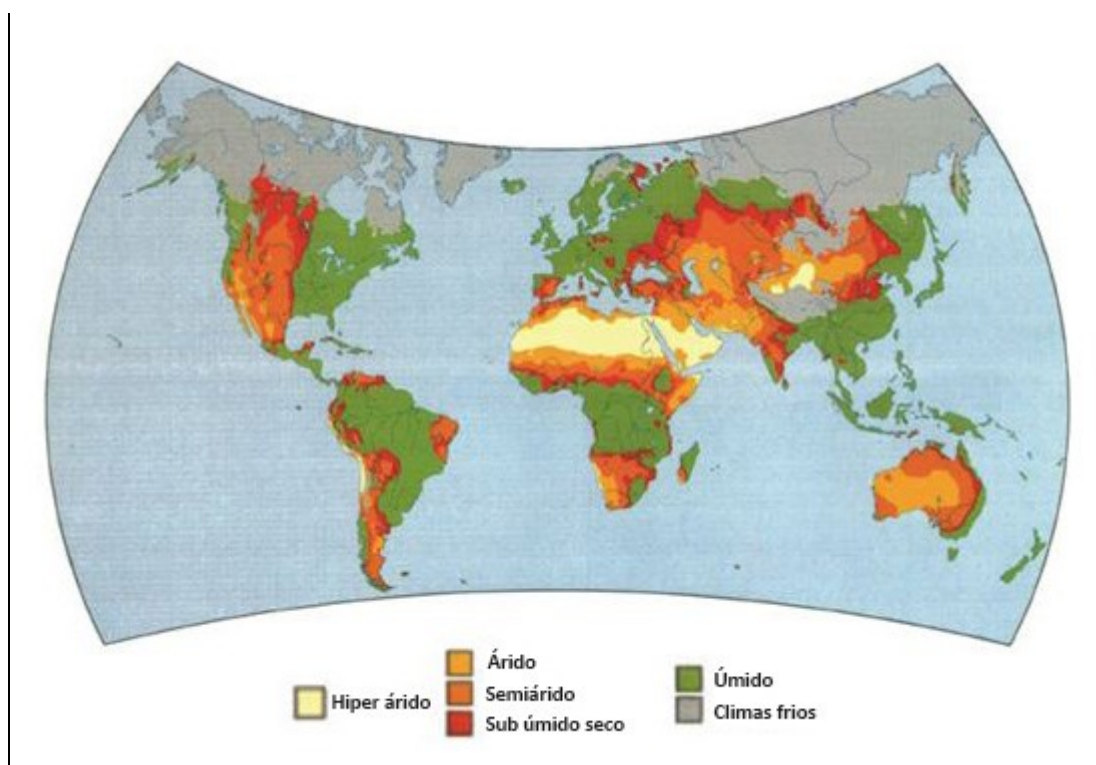 Hiper árido
Árido
Semiárido
Sub úmido seco
Úmido
Climas frios